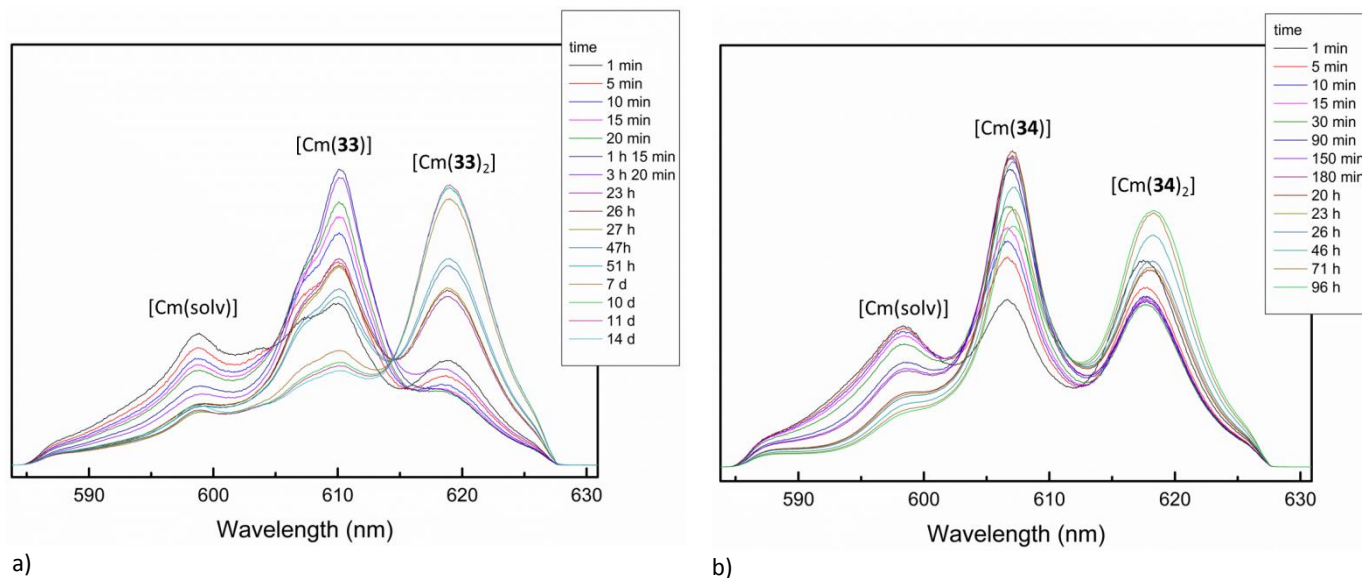 time
1 min
5 min
10 min
15 min
20 min
1 h 15 min
3 h 20 min
23 h
26 h
27 h
47h
51 h
7 d
10 d
11 d
14 d
[Cm(solv)]
[Cm(33)]
[Cm(33)₂]
590 600 610 620 630
Wavelength (nm)
a)
time
1 min
5 min
10 min
15 min
30 min
90 min
150 min
180 min
20 h
23 h
26 h
46 h
71 h
96 h
[Cm(solv)]
[Cm(34)]
[Cm(34)₂]
590 600 610 620 630
Wavelength (nm)
b)